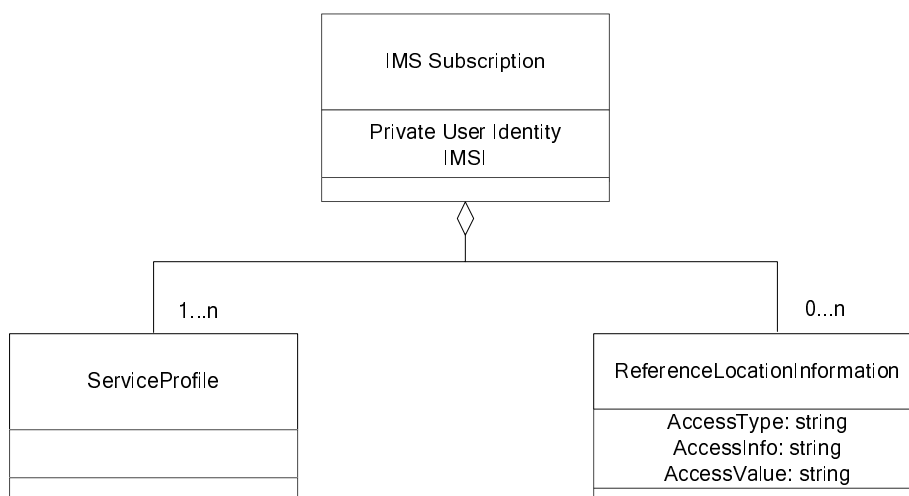 IMS Subscription
Private User Identity
IMSI
1...n
0...n
ServiceProfile
ReferenceLocationInformation
AccessType: string
AccessInfo: string
AccessValue: string